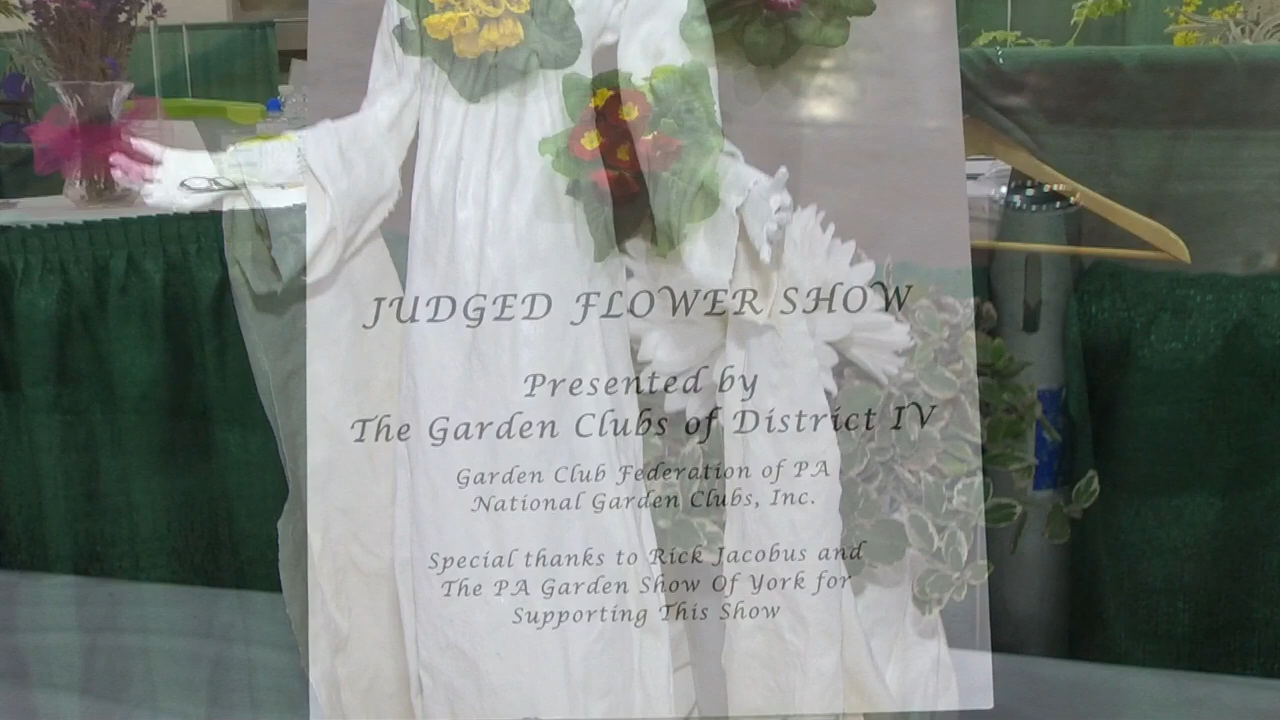 JUDGED FLOWER SHOW
Presented by
The Garden Clubs of District IV
Garden Club Federation of PA
National Garden Clubs, Inc.
Special thanks to Rick Jacobus and
The PA Garden Show Of York for
Supporting This Show